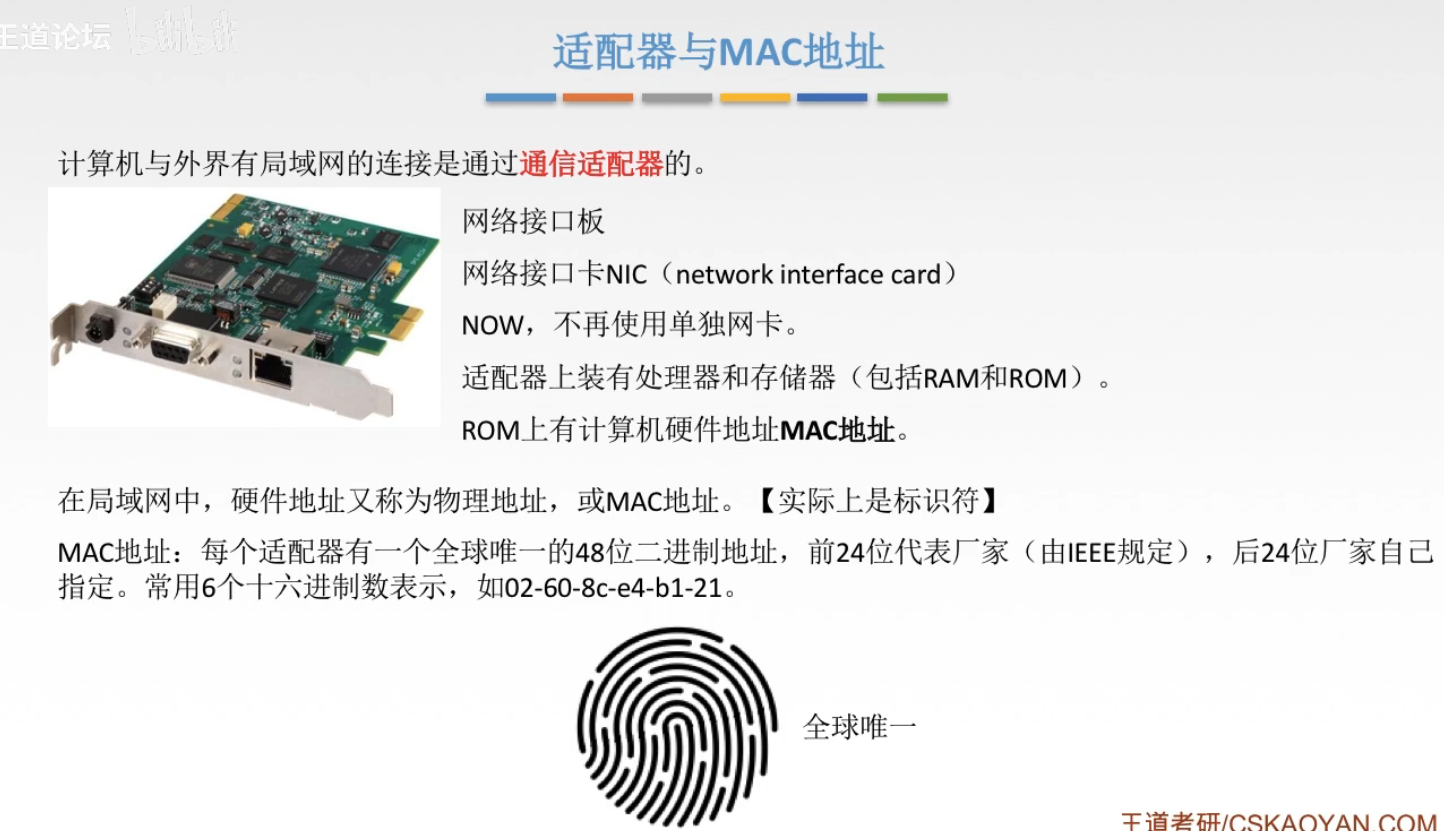 王道论坛 bilibili
适配器与MAC地址
计算机与外界有局域网的连接是通过通信适配器的。
网络接口板
网络接口卡NIC（network interface card）
NOW，不再使用单独网卡。
适配器上装有处理器和存储器（包括RAM和ROM）。
ROM上有计算机硬件地址MAC地址。
在局域网中，硬件地址又称为物理地址，或MAC地址。【实际上是标识符】
MAC地址：每个适配器有一个全球唯一的48位二进制地址，前24位代表厂家（由IEEE规定），后24位厂家自己
指定。常用6个十六进制数表示，如02-60-8c-e4-b1-21。
全球唯一
王道考研/CSKAOYAN.COM